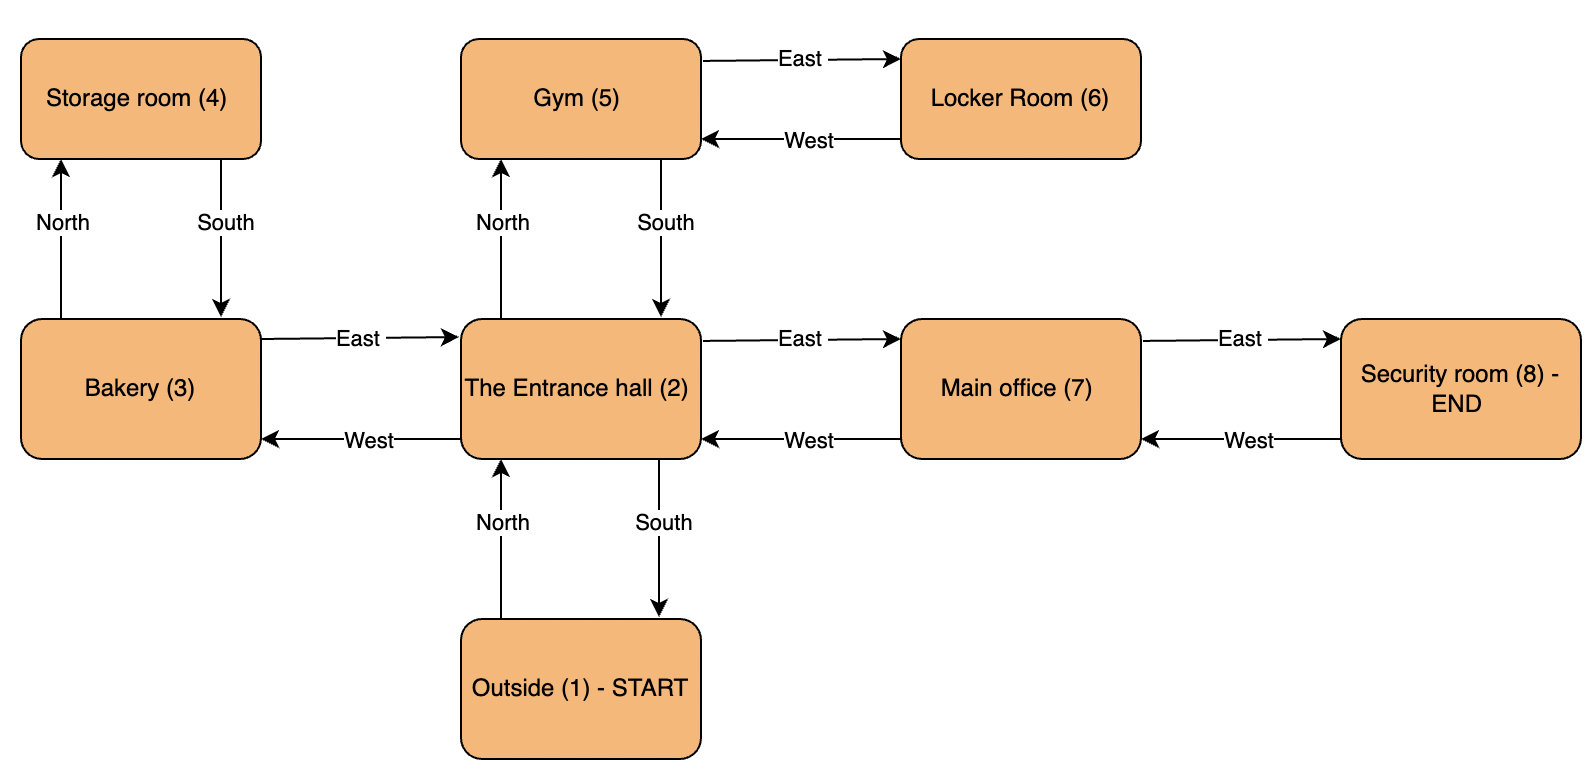 Storage room (4)
Gym (5)
East
Locker Room (6)
West
North
South
North
South
Bakery (3)
East
West
The Entrance hall (2)
East
West
Main office (7)
East
West
Security room (8) -
END
North
South
Outside (1) - START